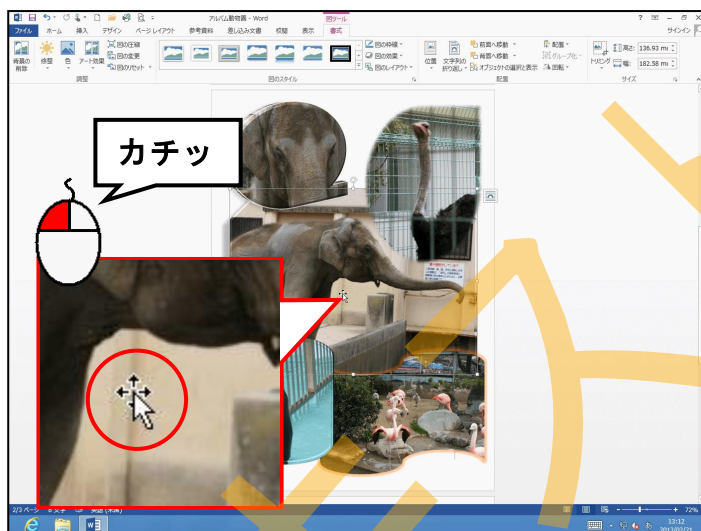 アルバム動物園 - Word
図ツール
サインイン
ファイル
ホーム
挿入
デザイン
ページ レイアウト
参考資料
差し込み文書
校閲
表示
書式
背景の
削除
修整
色
アート効果
図の圧縮
図の変更
図のリセット
調整
図のスタイル
図の枠線
図の効果
図のレイアウト
位置
文字列の
折り返し
前面へ移動
背面へ移動
オブジェクトの選択と表示
配置
グループ化
回転
配置
トリミング
高さ: 136.93 mi
幅: 182.58 mi
サイズ
カチッ
2/3 ページ
72%
13:12